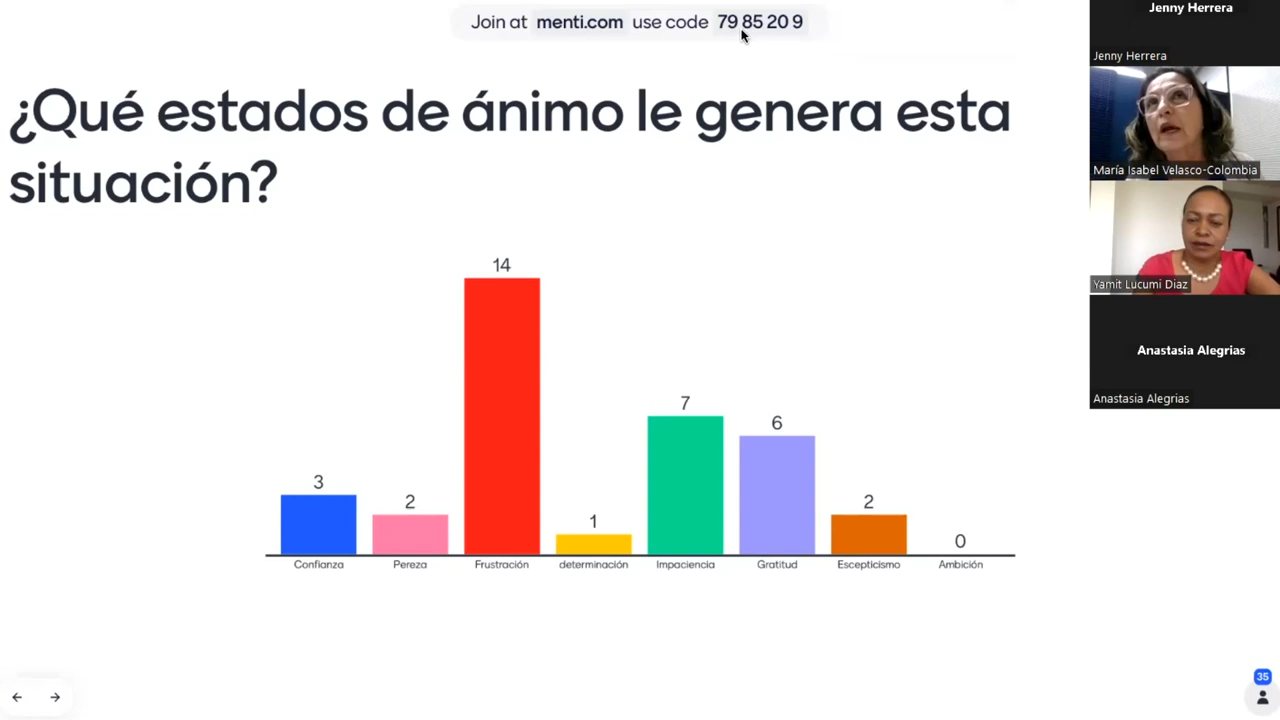 Join at menti.com use code 79 85 20 9
¿Qué estados de ánimo le genera esta
situación?
14
7
6
3
2
2
1
0
Confianza
Pereza
Frustración
determinación
Impaciencia
Gratitud
Escepticismo
Ambición
35
Jenny Herrera
Jenny Herrera
María Isabel Velasco-Colombia
Yamit Lucumi Diaz
Anastasia Alegrias
Anastasia Alegrias